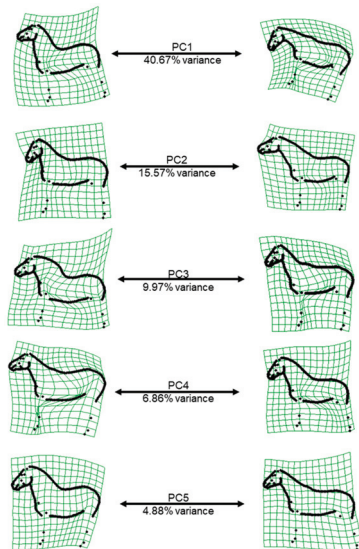 PC1
40.67% variance
PC2
15.57% variance
PC3
9.97% variance
PC4
6.86% variance
PC5
4.88% variance